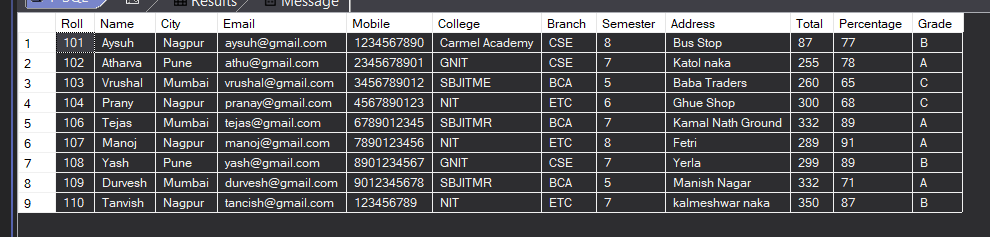 Results Message
Roll Name City Email Mobile College Branch Semester Address Total Percentage Grade
1 101 Aysuh Nagpur aysuh@gmail.com 1234567890 Carmel Academy CSE 8 Bus Stop 87 77 B
2 102 Atharva Pune athu@gmail.com 2345678901 GNIT CSE 7 Katol naka 255 78 A
3 103 Vrushal Mumbai vrushal@gmail.com 3456789012 SBJITME BCA 5 Baba Traders 260 65 C
4 104 Prany Nagpur pranay@gmail.com 4567890123 NIT ETC 6 Ghue Shop 300 68 C
5 106 Tejas Mumbai tejas@gmail.com 6789012345 SBJITMR BCA 7 Kamal Nath Ground 332 89 A
6 107 Manoj Nagpur manoj@gmail.com 7890123456 NIT ETC 8 Fetri 289 91 A
7 108 Yash Pune yash@gmail.com 8901234567 GNIT CSE 7 Yerla 299 89 B
8 109 Durvesh Mumbai durvesh@gmail.com 9012345678 SBJITMR BCA 5 Manish Nagar 332 71 A
9 110 Tanvish Nagpur tancish@gmail.com 123456789 NIT ETC 7 kalmeshwar naka 350 87 B